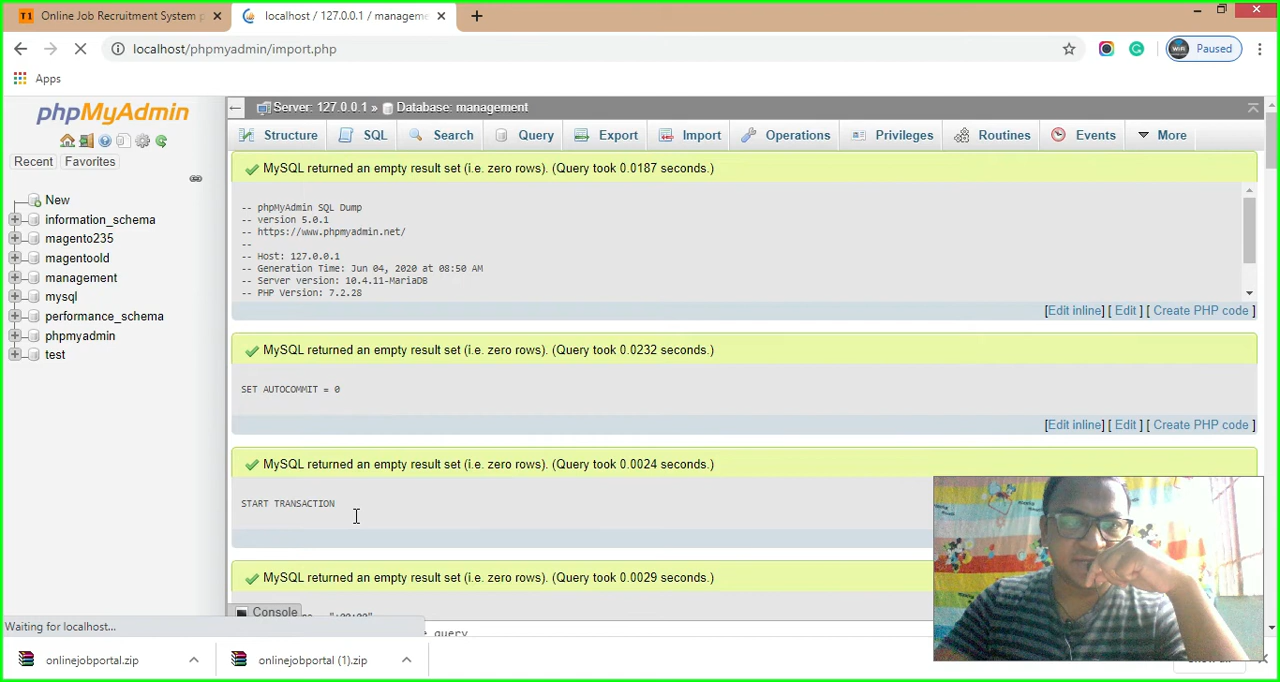 Online Job Recruitment System p
localhost / 127.0.0.1 / manageme
localhost/phpmyadmin/import.php
Paused
Apps
phpMyAdmin
Recent Favorites
New
information_schema
magento235
magentoold
management
mysql
performance_schema
phpmyadmin
test
Server: 127.0.0.1 » Database: management
Structure SQL Search Query Export Import Operations Privileges Routines Events More
MySQL returned an empty result set (i.e. zero rows). (Query took 0.0187 seconds.)
-- phpMyAdmin SQL Dump
-- version 5.0.1
-- https://www.phpmyadmin.net/
--
-- Host: 127.0.0.1
-- Generation Time: Jun 04, 2020 at 08:50 AM
-- Server version: 10.4.11-MariaDB
-- PHP Version: 7.2.28
[Edit inline] [ Edit ] [ Create PHP code ]
MySQL returned an empty result set (i.e. zero rows). (Query took 0.0232 seconds.)
SET AUTOCOMMIT = 0
[Edit inline] [ Edit ] [ Create PHP code ]
MySQL returned an empty result set (i.e. zero rows). (Query took 0.0024 seconds.)
START TRANSACTION
MySQL returned an empty result set (i.e. zero rows). (Query took 0.0029 seconds.)
Console
query
Waiting for localhost...
onlinejobportal.zip
onlinejobportal (1).zip